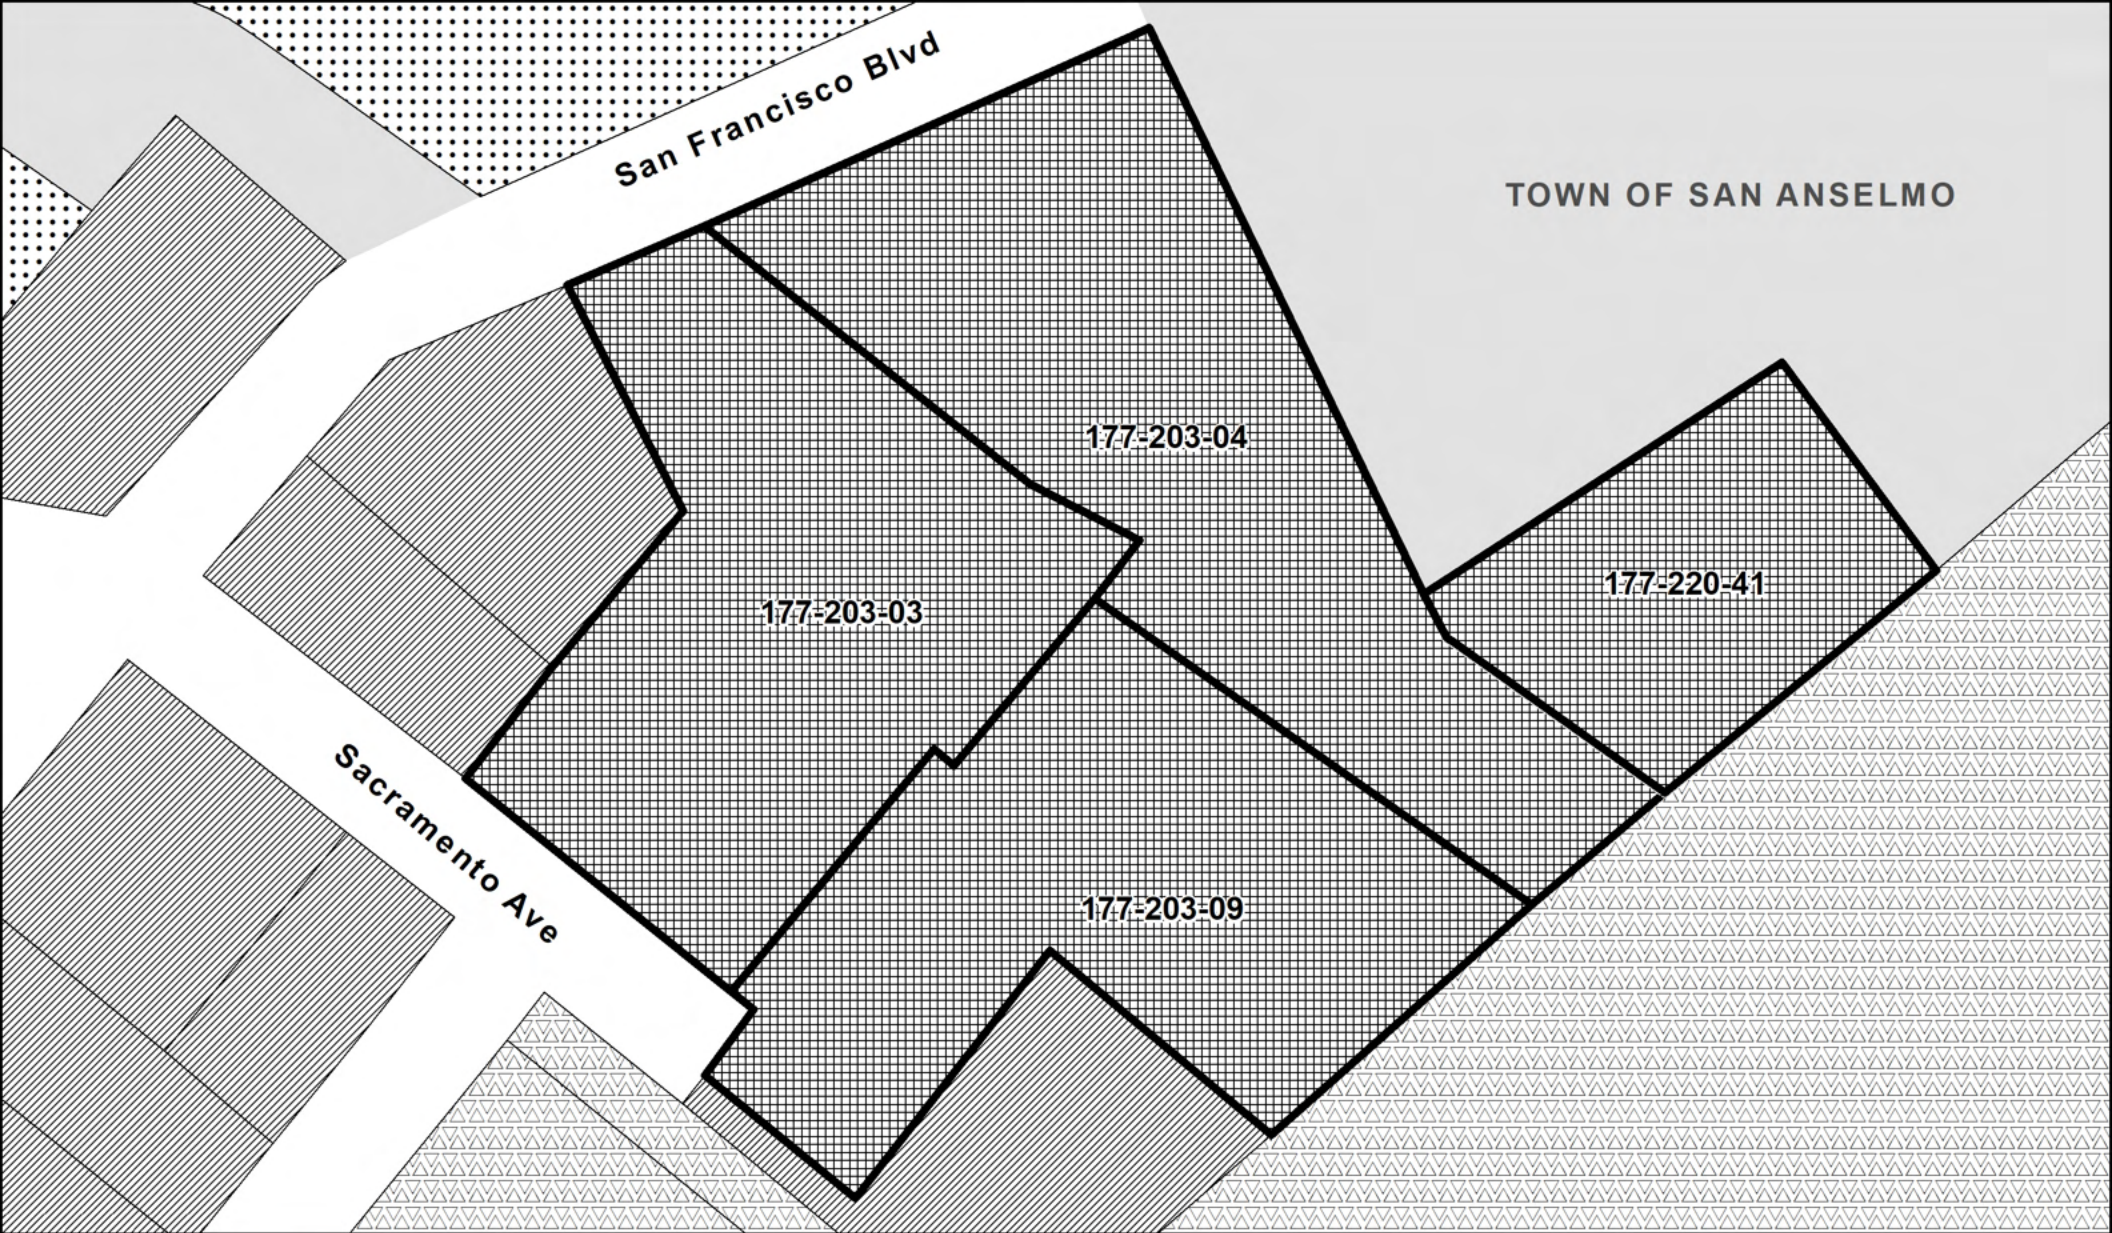 San Francisco Blvd
TOWN OF SAN ANSELMO
177-203-04
177-220-41
177-203-03
Sacramento Ave
177-203-09